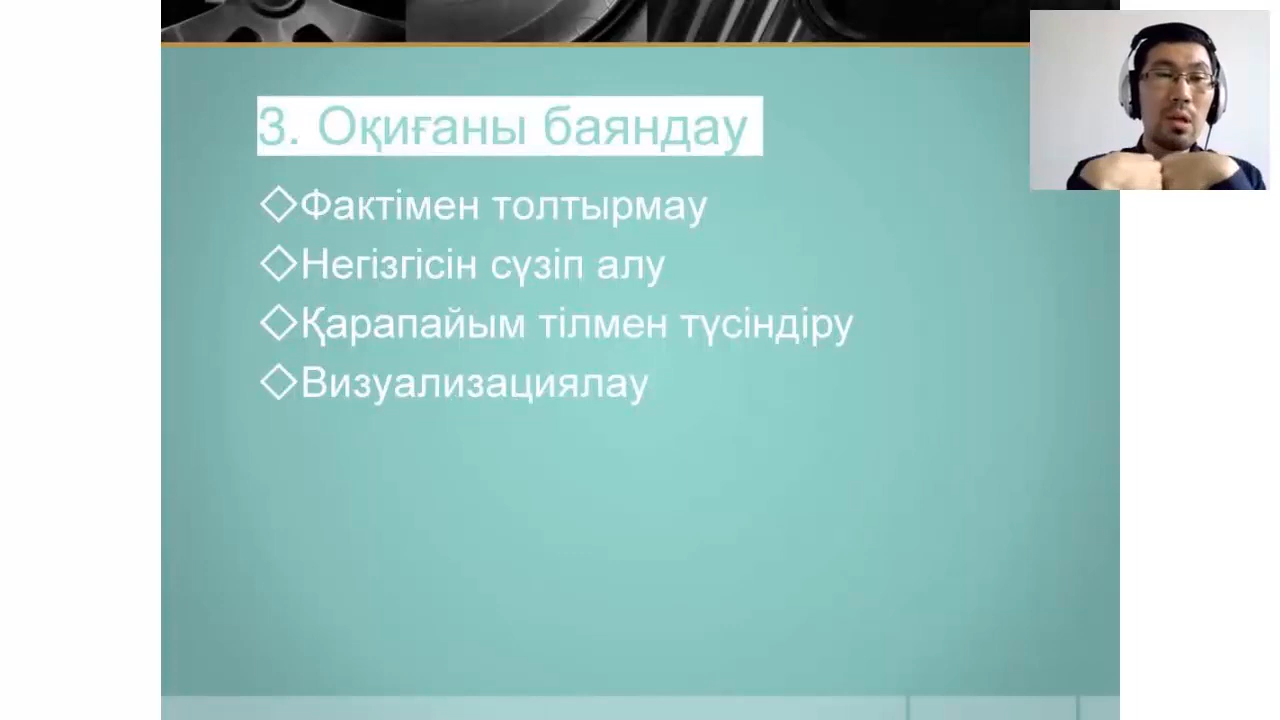 3. Оқиғаны баяндау
Фактімен толтырмау
Негізгісін сүзіп алу
Қарапайым тілмен түсіндіру
Визуализациялау